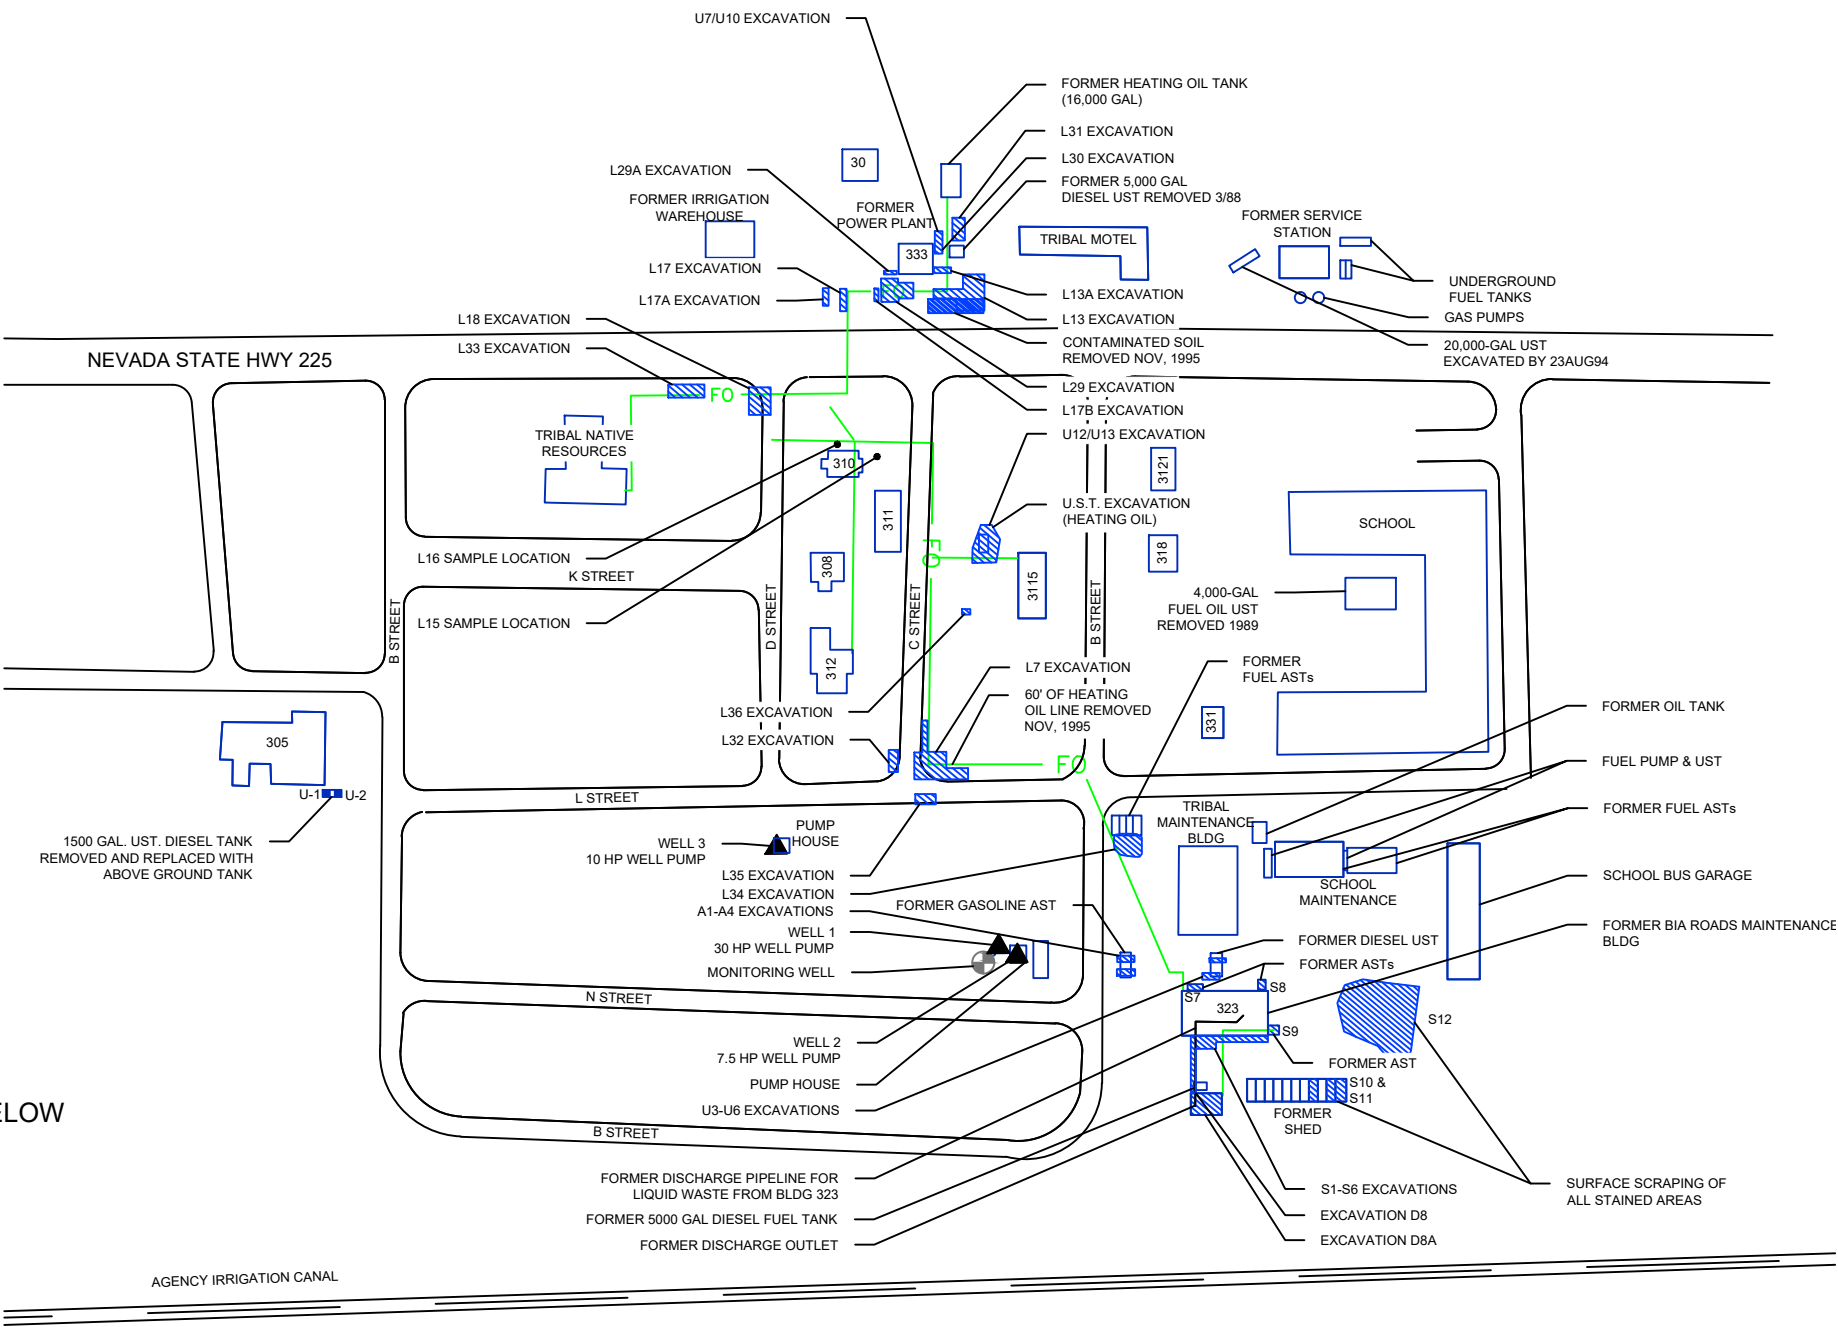 U7/U10 EXCAVATION
FORMER HEATING OIL TANK
(16,000 GAL)
L31 EXCAVATION
L30 EXCAVATION
FORMER 5,000 GAL
DIESEL UST REMOVED 3/88
30
L29A EXCAVATION
FORMER IRRIGATION
WAREHOUSE
FORMER
POWER PLANT
333
TRIBAL MOTEL
FORMER SERVICE
STATION
L17 EXCAVATION
L17A EXCAVATION
UNDERGROUND
FUEL TANKS
GAS PUMPS
20,000-GAL UST
EXCAVATED BY 23AUG94
L13A EXCAVATION
L13 EXCAVATION
CONTAMINATED SOIL
REMOVED NOV, 1995
L18 EXCAVATION
L33 EXCAVATION
NEVADA STATE HWY 225
FO
FO
L29 EXCAVATION
L17B EXCAVATION
U12/U13 EXCAVATION
TRIBAL NATIVE
RESOURCES
310
311
3121
U.S.T. EXCAVATION
(HEATING OIL)
SCHOOL
318
L16 SAMPLE LOCATION
K STREET
308
FO
3115
4,000-GAL
FUEL OIL UST
REMOVED 1989
L15 SAMPLE LOCATION
B STREET
D STREET
C STREET
B STREET
312
L7 EXCAVATION
FORMER
FUEL ASTs
60' OF HEATING
OIL LINE REMOVED
NOV, 1995
L36 EXCAVATION
L32 EXCAVATION
331
FORMER OIL TANK
305
FO
FUEL PUMP & UST
U-1
U-2
L STREET
1500 GAL. UST. DIESEL TANK
REMOVED AND REPLACED WITH
ABOVE GROUND TANK
TRIBAL
MAINTENANCE
BLDG
FORMER FUEL ASTs
PUMP
HOUSE
WELL 3
10 HP WELL PUMP
L35 EXCAVATION
L34 EXCAVATION
A1-A4 EXCAVATIONS
FORMER GASOLINE AST
SCHOOL
MAINTENANCE
SCHOOL BUS GARAGE
WELL 1
30 HP WELL PUMP
MONITORING WELL
FORMER BIA ROADS MAINTENANCE
BLDG
FORMER DIESEL UST
FORMER ASTs
N STREET
S7
S8
323
S9
S12
WELL 2
7.5 HP WELL PUMP
PUMP HOUSE
FORMER AST
S10 &
S11
FORMER
SHED
U3-U6 EXCAVATIONS
ELOW
B STREET
FORMER DISCHARGE PIPELINE FOR
LIQUID WASTE FROM BLDG 323
FORMER 5000 GAL DIESEL FUEL TANK
FORMER DISCHARGE OUTLET
S1-S6 EXCAVATIONS
EXCAVATION D8
EXCAVATION D8A
SURFACE SCRAPING OF
ALL STAINED AREAS
AGENCY IRRIGATION CANAL